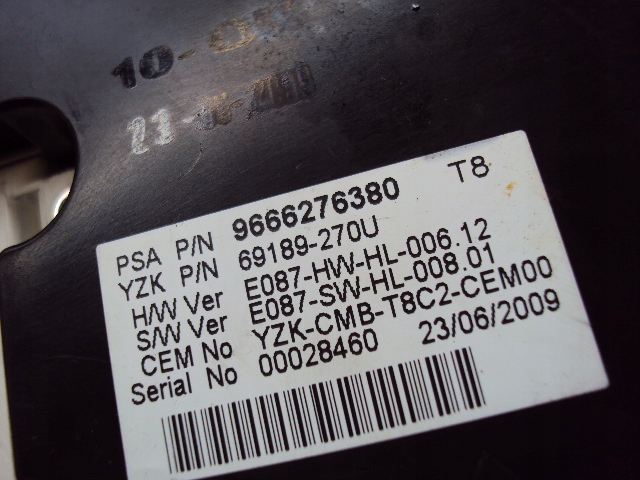 PSA P/N 9666276380 T8
YZK P/N 69189-270U
H/W Ver E087-HW-HL-006.12
S/W Ver E087-SW-HL-008.01
CEM No YZK-CMB-T8C2-CEM00
Serial No 00028460 23/06/2009